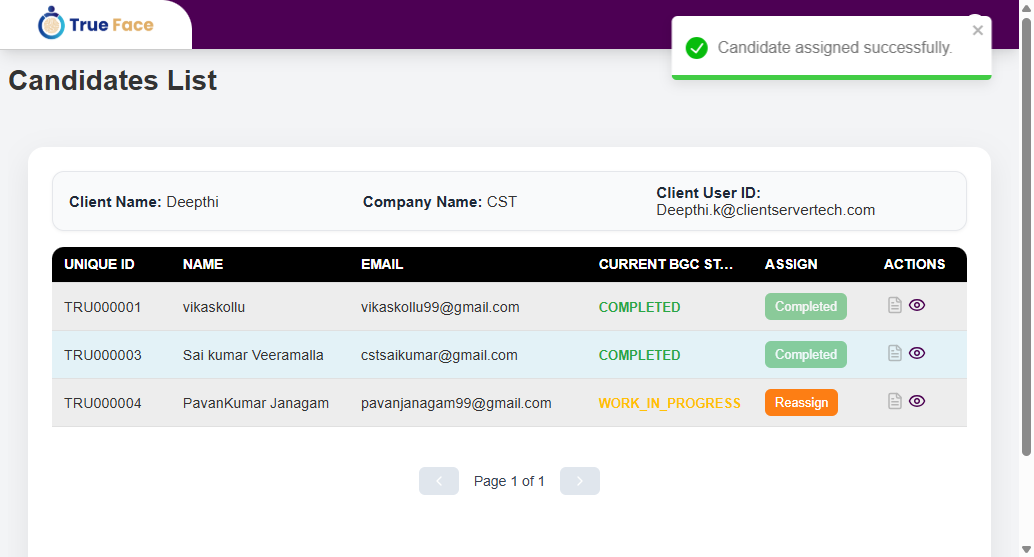 True Face
Candidate assigned successfully.
Candidates List
Client Name: Deepthi
Company Name: CST
Client User ID:
Deepthi.k@clientservertech.com
UNIQUE ID NAME EMAIL CURRENT BGC ST... ASSIGN ACTIONS
TRU000001 vikaskollu vikaskollu99@gmail.com COMPLETED Completed
TRU000003 Sai kumar Veeramalla cstsaikumar@gmail.com COMPLETED Completed
TRU000004 PavanKumar Janagam pavanjanagam99@gmail.com WORK_IN_PROGRESS Reassign
Page 1 of 1